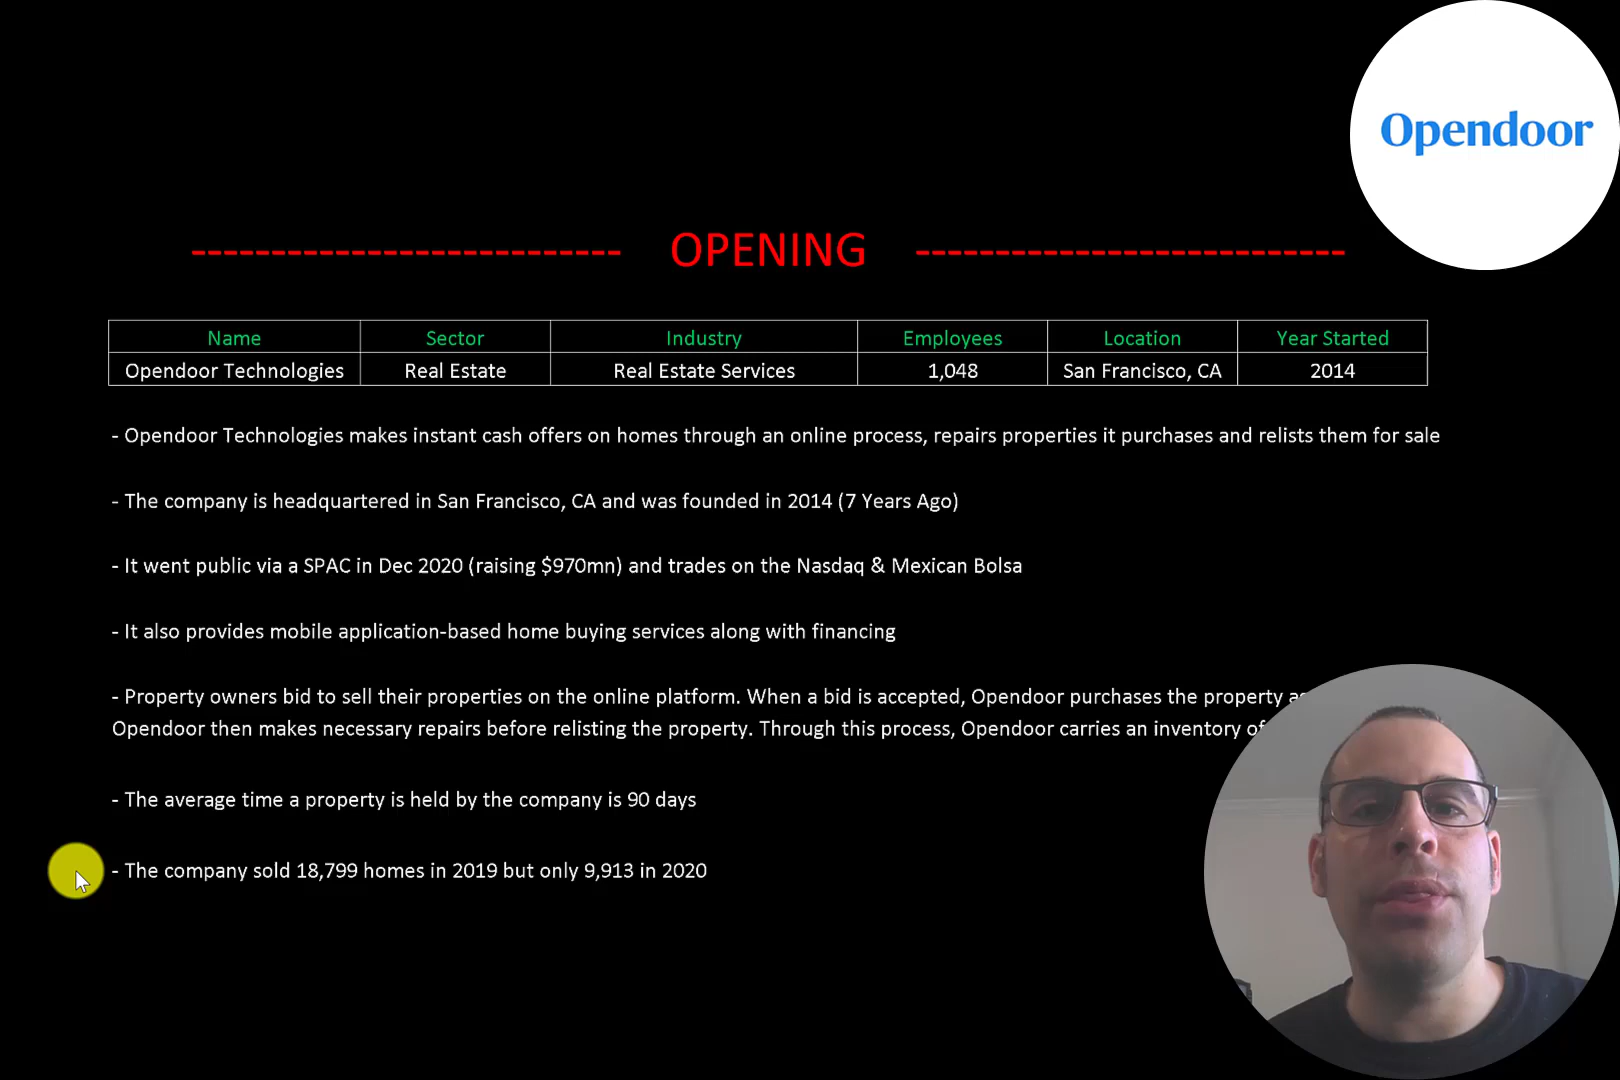 Opendoor
-------------------------- OPENING --------------------------
Name Sector Industry Employees Location Year Started
Opendoor Technologies Real Estate Real Estate Services 1,048 San Francisco, CA 2014
- Opendoor Technologies makes instant cash offers on homes through an online process, repairs properties it purchases and relists them for sale
- The company is headquartered in San Francisco, CA and was founded in 2014 (7 Years Ago)
- It went public via a SPAC in Dec 2020 (raising $970mn) and trades on the Nasdaq & Mexican Bolsa
- It also provides mobile application-based home buying services along with financing
- Property owners bid to sell their properties on the online platform. When a bid is accepted, Opendoor purchases the property
Opendoor then makes necessary repairs before relisting the property. Through this process, Opendoor carries an inventory
- The average time a property is held by the company is 90 days
- The company sold 18,799 homes in 2019 but only 9,913 in 2020